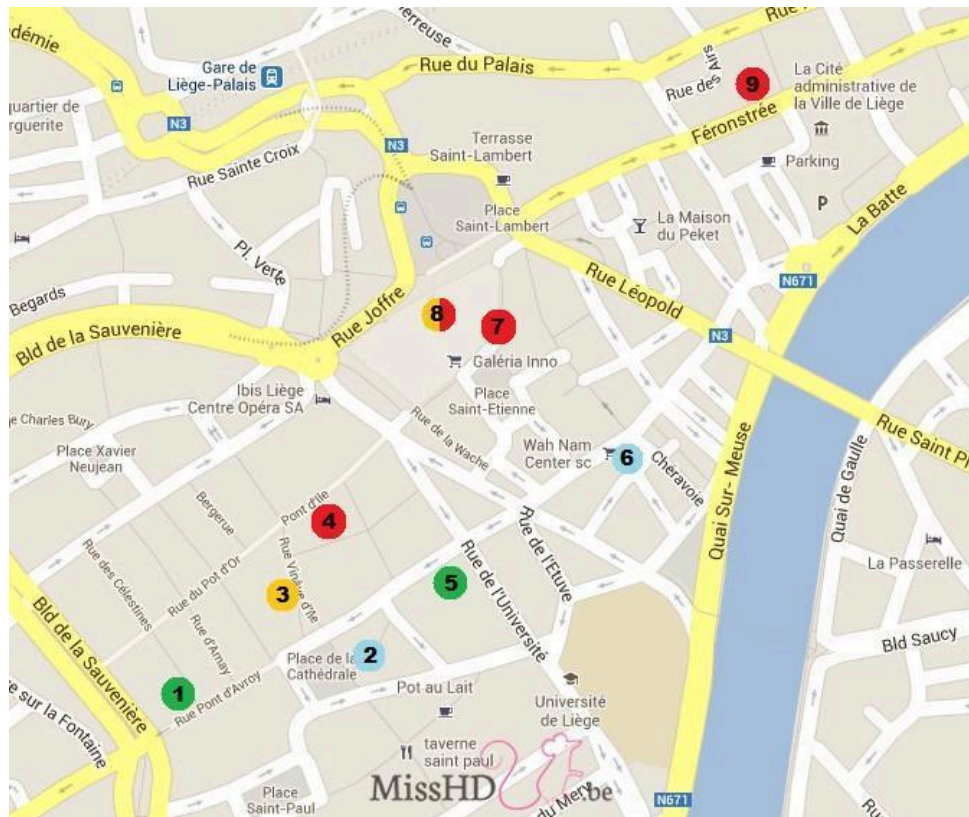 démie
erreuse
Rue du Palais
Gare de
Liège-Palais
Rue des Airs
9
La Cité
administrative de
la Ville de Liège
quartier de
rguerite
N3
N3
Féronstrée
Terrasse
Saint-Lambert
Rue Sainte Croix
Parking
P
La Batte
Place
Saint-Lambert
La Maison
du Peket
Pl. Verte
N671
Begards
Rue Léopold
Rue Joffre
8
7
Bld de la Sauvenière
N3
Galéria Inno
Ibis Liège
Centre Opéra SA
Place
Saint-Etienne
e Charles Bury
Rue de la Wache
Rue Saint P
Place Xavier
Neujean
Wah Nam
Center sc
6
Chéravoie
Quai Sur- Meuse
Quai de Gaulle
Bergerue
Pont d'Ile
4
Rue de l'Etuve
La Passerelle
Rue des Célestines
Rue du Pot d'Or
Rue Vinâve d'Ile
3
5
Rue de l'Université
Bld de la Sauvenière
Rue d'Amay
Bld Saucy
Place de la
Cathédrale
2
1
Rue Pont d'Avroy
Pot au Lait
e sur la Fontaine
Université
de Liège
taverne
saint paul
MissHD
.be
Place
Saint-Paul
du Mery
N671
Ru